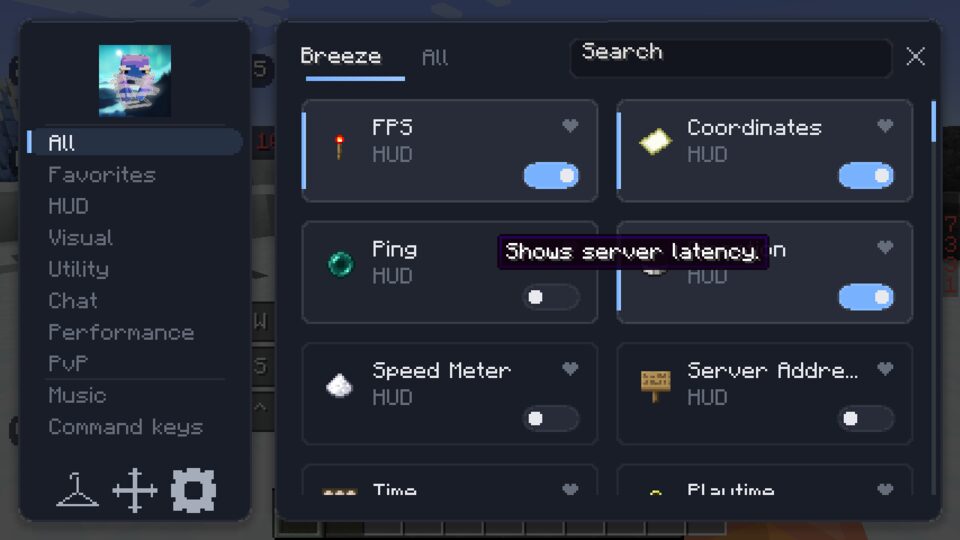 Breeze
All
Search
All
Favorites
HUD
Visual
Utility
Chat
Performance
PvP
Music
Command keys
FPS
HUD
Coordinates
HUD
Ping
HUD
Shows server latency.
HUD
Speed Meter
HUD
Server Addre...
HUD
Time
Playtime
5
W
S